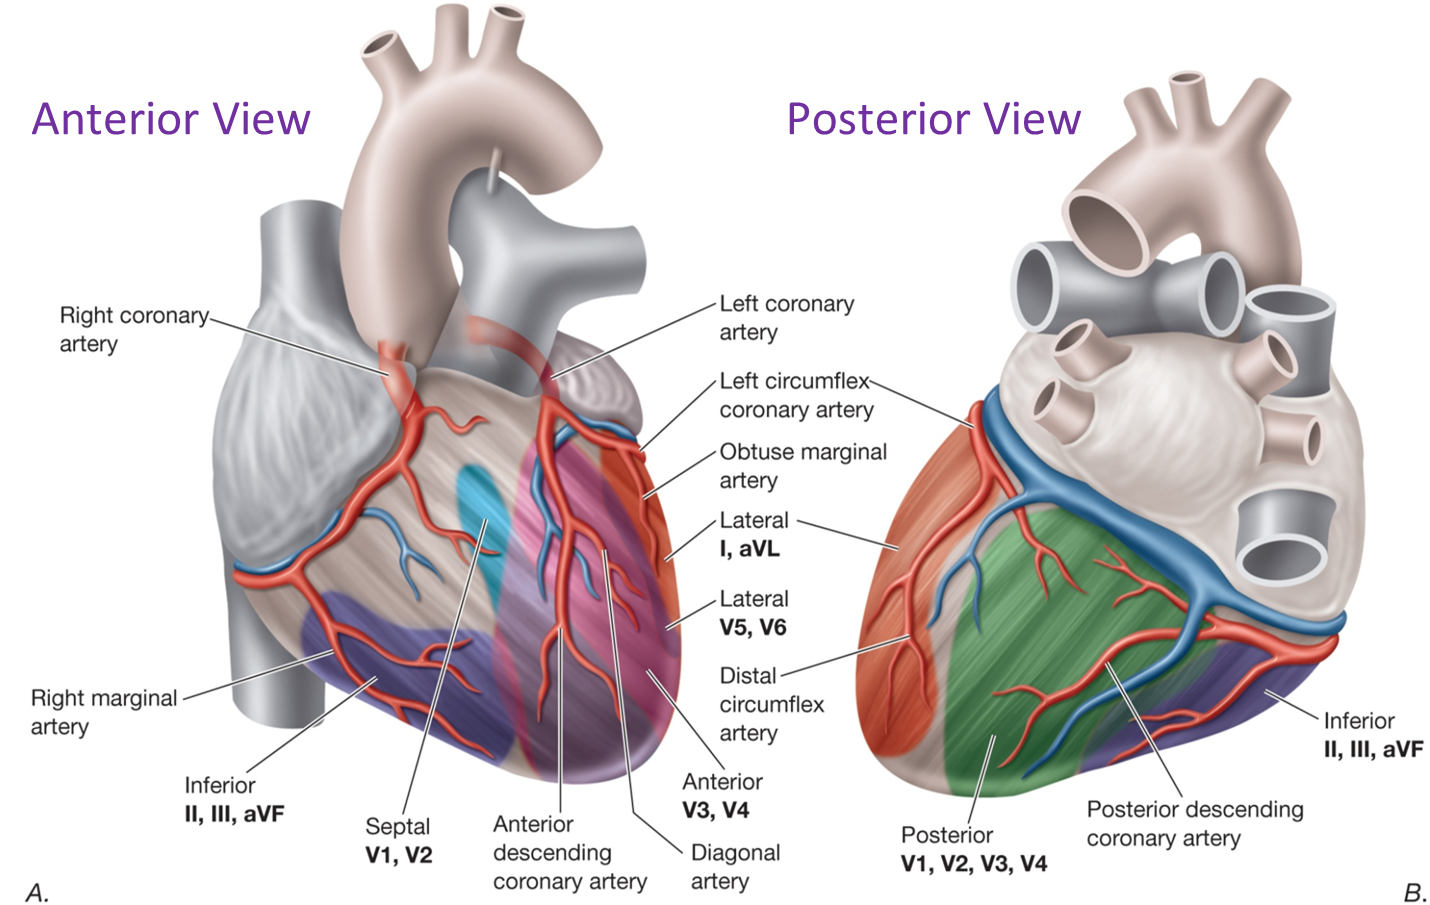 Anterior View
Posterior View
Right coronary
artery
Left coronary
artery
Left circumflex
coronary artery
Obtuse marginal
artery
Lateral
I, aVL
Lateral
V5, V6
Distal
circumflex
artery
Right marginal
artery
Inferior
II, III, aVF
Septal
V1, V2
Anterior
descending
coronary artery
Anterior
V3, V4
Diagonal
artery
Inferior
II, III, aVF
Posterior descending
coronary artery
Posterior
V1, V2, V3, V4
A.
B.